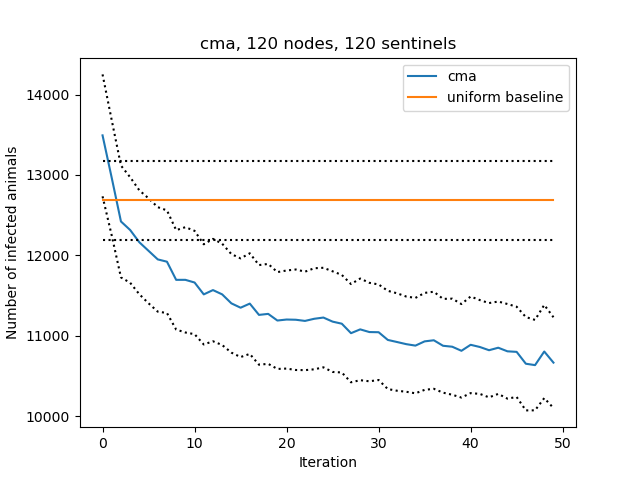 cma, 120 nodes, 120 sentinels
cma
uniform baseline
Number of infected animals
14000
13000
12000
11000
10000
0 10 20 30 40 50
Iteration